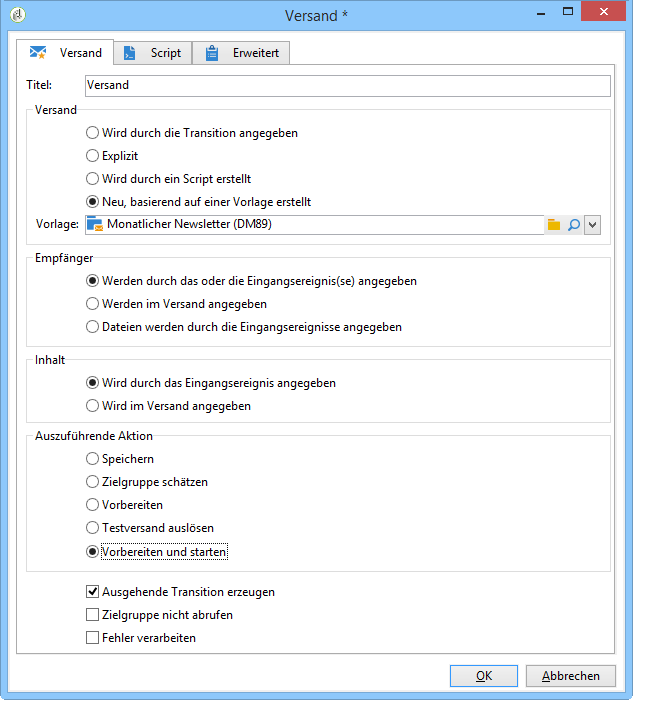 Versand *
Versand Script Erweitert
Titel: Versand
Versand
Wird durch die Transition angegeben
Explizit
Wird durch ein Script erstellt
Neu, basierend auf einer Vorlage erstellt
Vorlage: Monatlicher Newsletter (DM89)
Empfänger
Werden durch das oder die Eingangsereignis(se) angegeben
Werden im Versand angegeben
Dateien werden durch die Eingangsereignisse angegeben
Inhalt
Wird durch das Eingangsereignis angegeben
Wird im Versand angegeben
Auszuführende Aktion
Speichern
Zielgruppe schätzen
Vorbereiten
Testversand auslösen
Vorbereiten und starten
Ausgehende Transition erzeugen
Zielgruppe nicht abrufen
Fehler verarbeiten
OK Abbrechen